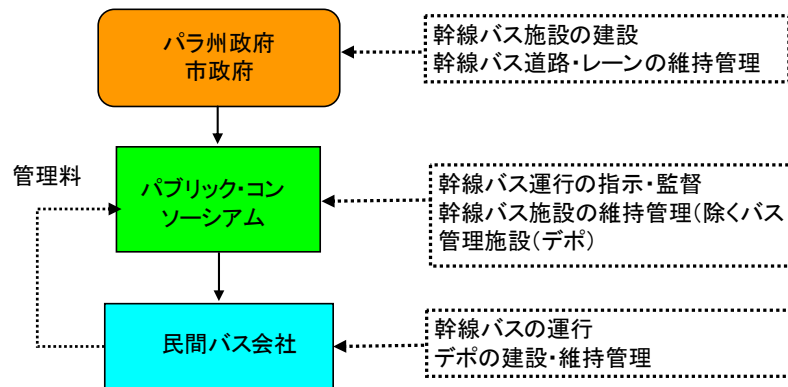 パラ州政府
市政府
幹線バス施設の建設
幹線バス道路・レーンの維持管理
管理料
パブリック・コン
ソーシアム
幹線バス運行の指示・監督
幹線バス施設の維持管理(除くバス
管理施設(デポ)
民間バス会社
幹線バスの運行
デポの建設・維持管理